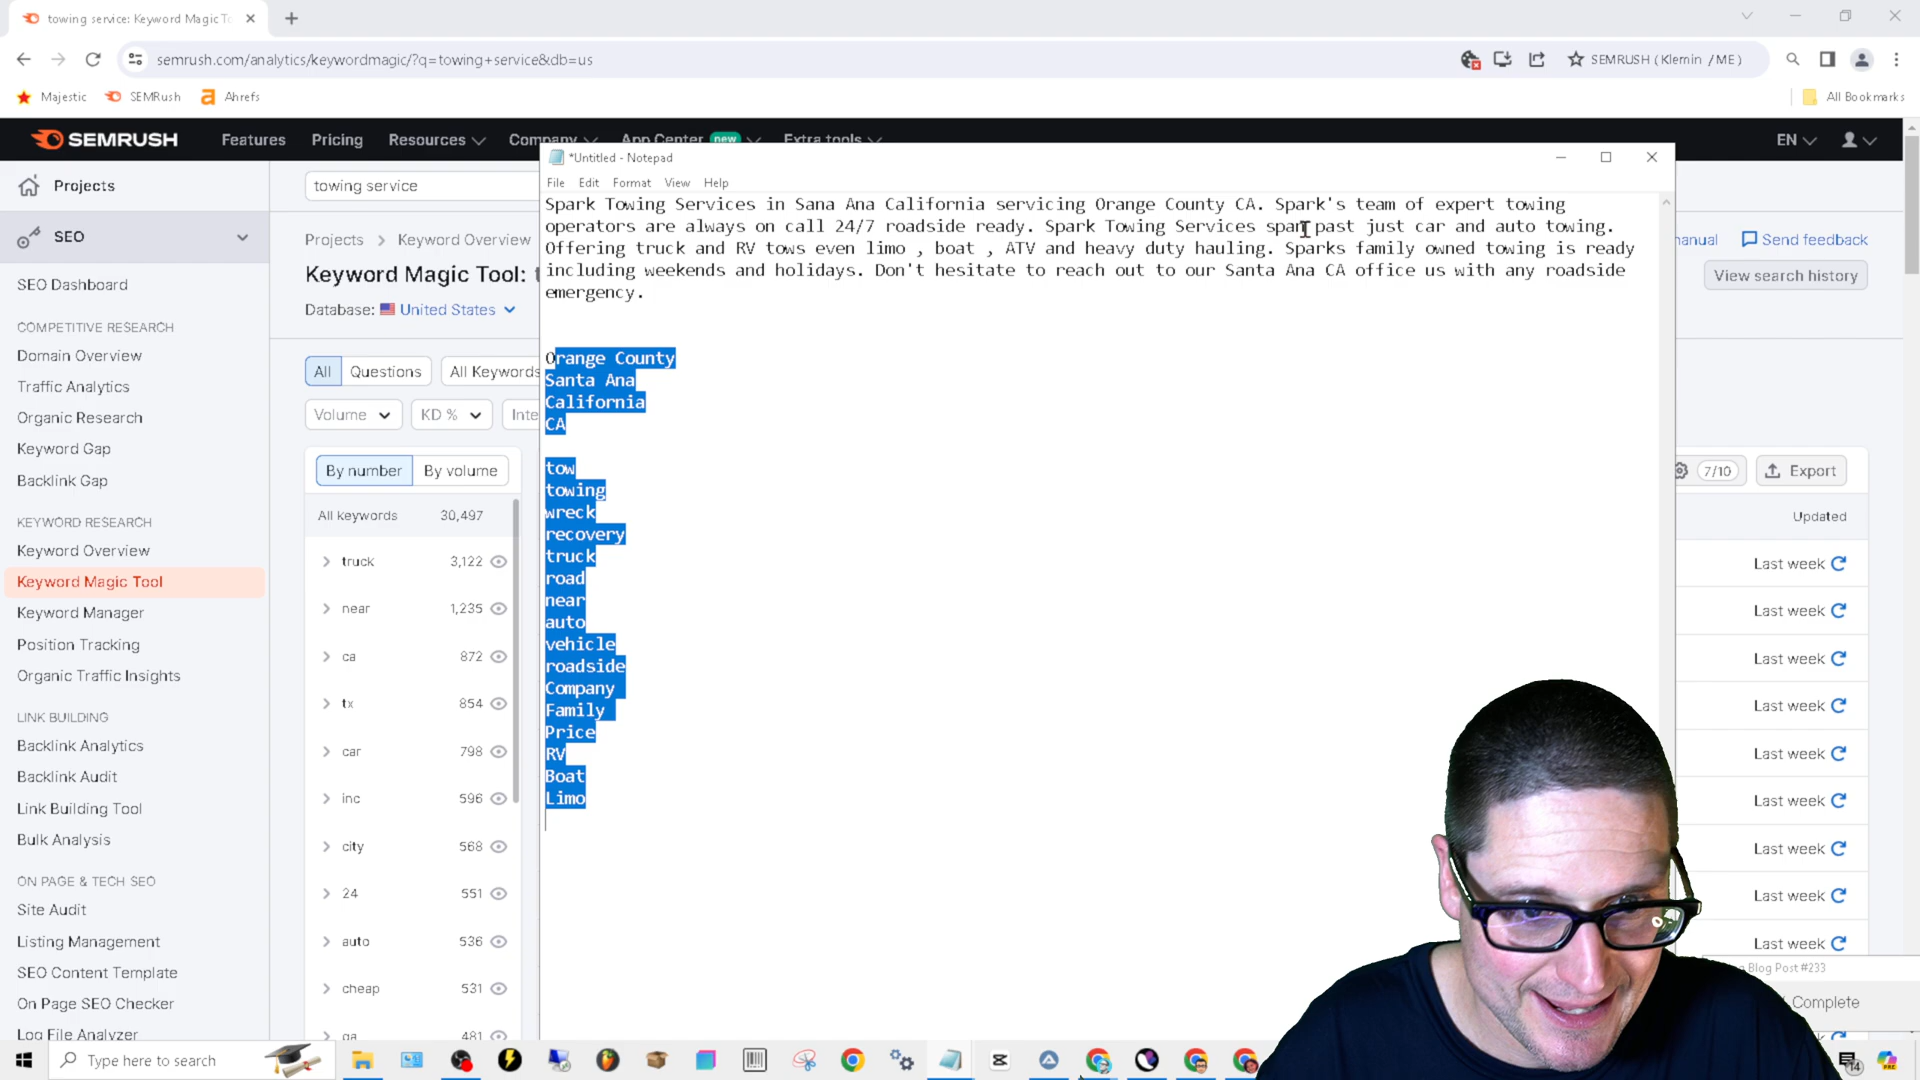 towing service: Keyword Magic To
semrush.com/analytics/keywordmagic/?q=towing+service&db=us
SEMRUSH (Klemin /ME)
Majestic
SEMRush
Ahrefs
All Bookmarks
SEMRUSH
Features
Pricing
Resources
Company
App Center
new
Extra tools
EN
*Untitled - Notepad
File Edit Format View Help
Projects
SEO
SEO Dashboard
COMPETITIVE RESEARCH
Domain Overview
Traffic Analytics
Organic Research
Keyword Gap
Backlink Gap
KEYWORD RESEARCH
Keyword Overview
Keyword Magic Tool
Keyword Manager
Position Tracking
Organic Traffic Insights
LINK BUILDING
Backlink Analytics
Backlink Audit
Link Building Tool
Bulk Analysis
ON PAGE & TECH SEO
Site Audit
Listing Management
SEO Content Template
On Page SEO Checker
Log File Analyzer
towing service
Projects > Keyword Overview
Keyword Magic Tool:
Database: United States
All Questions All Keywords
Volume KD %
By number By volume
All keywords 30,497
truck 3,122
near 1,235
ca 872
tx 854
car 798
inc 596
city 568
24 551
auto 536
cheap 531
ga 481
Spark Towing Services in Sana Ana California servicing Orange County CA. Spark's team of expert towing
operators are always on call 24/7 roadside ready. Spark Towing Services span past just car and auto towing.
Offering truck and RV tows even limo , boat , ATV and heavy duty hauling. Sparks family owned towing is ready
including weekends and holidays. Don't hesitate to reach out to our Santa Ana CA office us with any roadside
emergency.
Orange County
Santa Ana
California
CA
tow
towing
wreck
recovery
truck
road
near
auto
vehicle
roadside
Company
Family
Price
RV
Boat
Limo
manual
Send feedback
View search history
7/10
Export
Updated
Last week
Last week
Last week
Last week
Last week
Last week
Last week
Last week
Last week
Blog Post #233
Complete
Type here to search
14